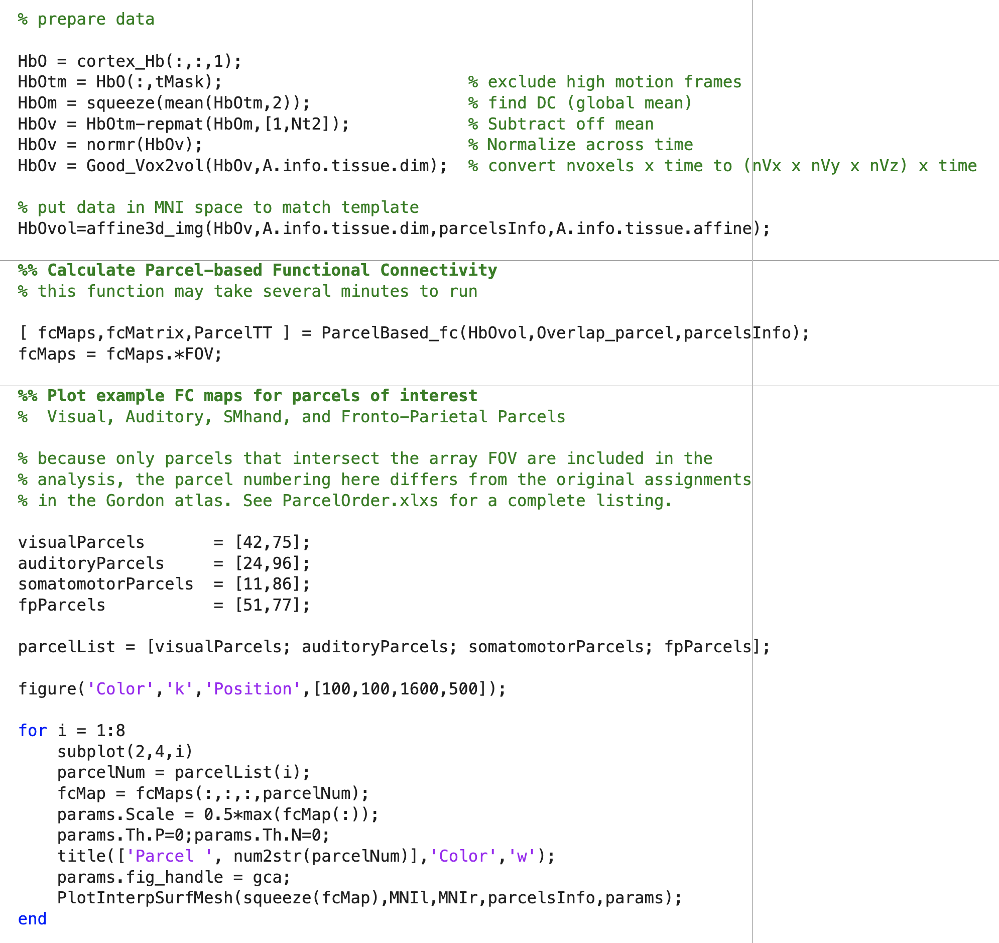 % prepare data
HbO = cortex_Hb(:,:,1);
HbOtm = HbO(:,tMask);                         % exclude high motion frames
HbOm = squeeze(mean(HbOtm,2));                % find DC (global mean)
HbOv = HbOtm-repmat(HbOm,[1,Nt2]);            % Subtract off mean
HbOv = normr(HbOv);                           % Normalize across time
HbOv = Good_Vox2vol(HbOv,A.info.tissue.dim);  % convert nvoxels x time to (nVx x nVy x nVz) x time
% put data in MNI space to match template
HbOvol=affine3d_img(HbOv,A.info.tissue.dim,parcelsInfo,A.info.tissue.affine);
%% Calculate Parcel-based Functional Connectivity
% this function may take several minutes to run
[ fcMaps,fcMatrix,ParcelTT ] = ParcelBased_fc(HbOvol,Overlap_parcel,parcelsInfo);
fcMaps = fcMaps.*FOV;
%% Plot example FC maps for parcels of interest
%  Visual, Auditory, SMhand, and Fronto-Parietal Parcels
% because only parcels that intersect the array FOV are included in the
% analysis, the parcel numbering here differs from the original assignments
% in the Gordon atlas. See ParcelOrder.xlxs for a complete listing.
visualParcels       = [42,75];
auditoryParcels     = [24,96];
somatomotorParcels  = [11,86];
fpParcels           = [51,77];
parcelList = [visualParcels; auditoryParcels; somatomotorParcels; fpParcels];
figure('Color','k','Position',[100,100,1600,500]);
for i = 1:8
    subplot(2,4,i)
    parcelNum = parcelList(i);
    fcMap = fcMaps(:,:,:,parcelNum);
    params.Scale = 0.5*max(fcMap(:));
    params.Th.P=0;params.Th.N=0;
    title(['Parcel ', num2str(parcelNum)],'Color','w');
    params.fig_handle = gca;
    PlotInterpSurfMesh(squeeze(fcMap),MNIl,MNIr,parcelsInfo,params);
end